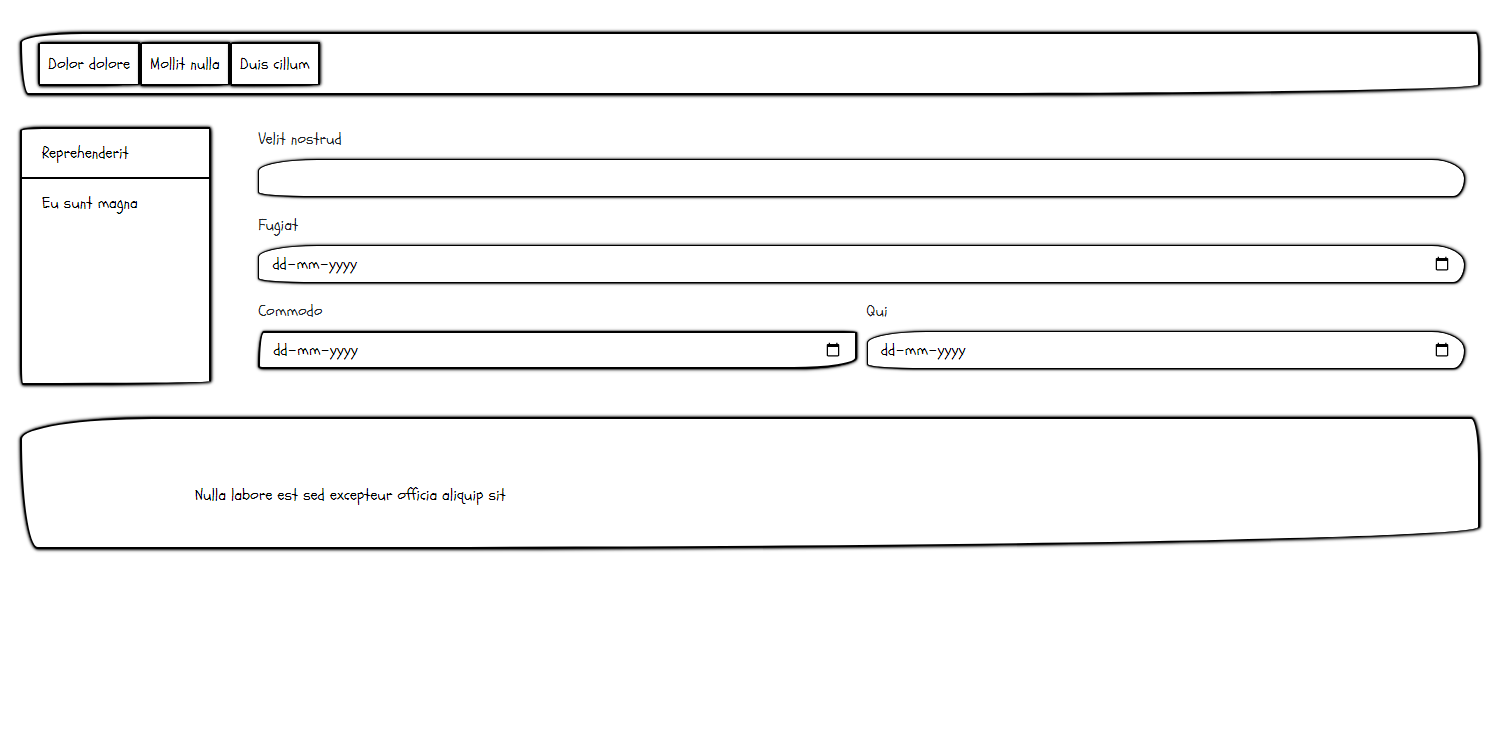 Dolor dolore Mollit nulla Duis cillum
Reprehenderit
Eu sunt magna
Velit nostrud
Fugiat
dd-mm-yyyy
Commodo
dd-mm-yyyy
Qui
dd-mm-yyyy
Nulla labore est sed excepteur officia aliquip sit